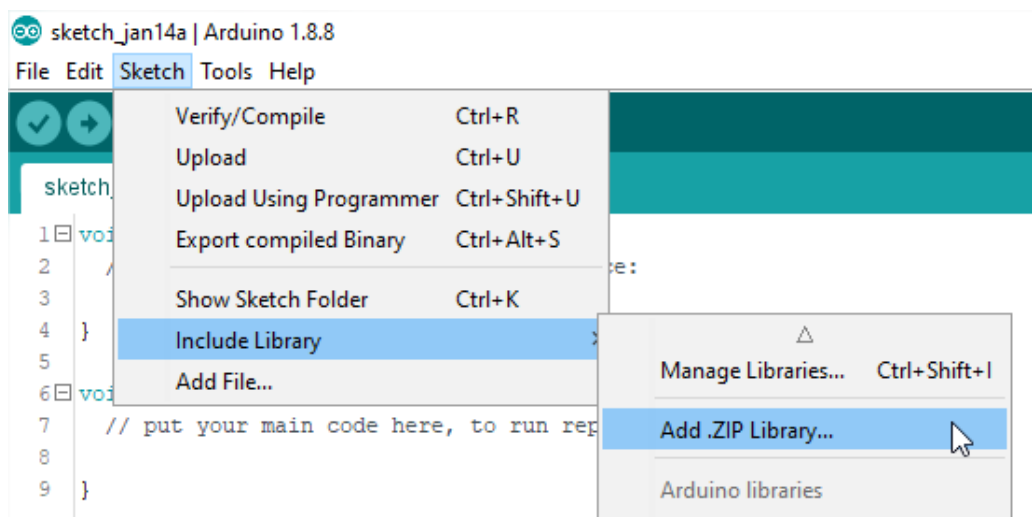 sketch_jan14a | Arduino 1.8.8
File Edit Sketch Tools Help
Verify/Compile Ctrl+R
Upload Ctrl+U
sketch_
Upload Using Programmer Ctrl+Shift+U
1 voi
Export compiled Binary Ctrl+Alt+S
2 / e:
3 Show Sketch Folder Ctrl+K
4 } Include Library
5
Manage Libraries... Ctrl+Shift+I
Add File...
6 voi
7 // put your main code here, to run rep
Add .ZIP Library...
8
9 }
Arduino libraries